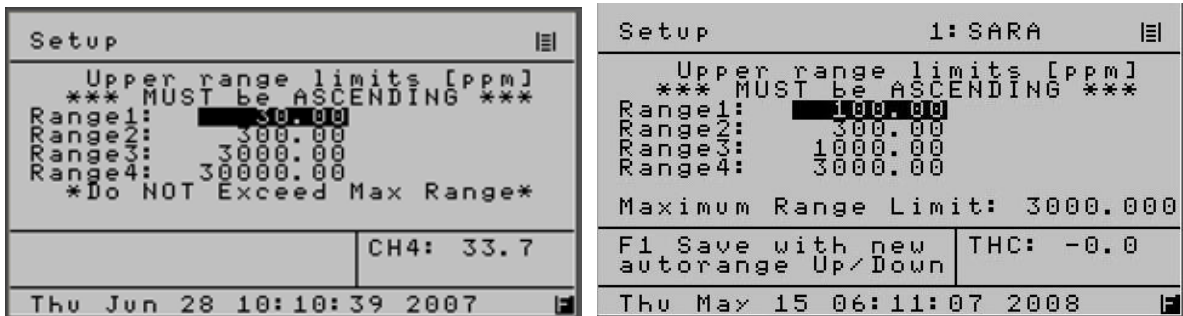 Setup
Upper range limits [ppm]
*** MUST be ASCENDING ***
Range1: 30.00
Range2: 300.00
Range3: 3000.00
Range4: 30000.00
*Do NOT Exceed Max Range*
CH4: 33.7
Thu Jun 28 10:10:39 2007
F
Setup 1: SARA
Upper range limits [ppm]
*** MUST be ASCENDING ***
Range1: 100.00
Range2: 300.00
Range3: 1000.00
Range4: 3000.00
Maximum Range Limit: 3000.000
F1 Save with new
autorange Up/Down
THC: -0.0
Thu May 15 06:11:07 2008
F